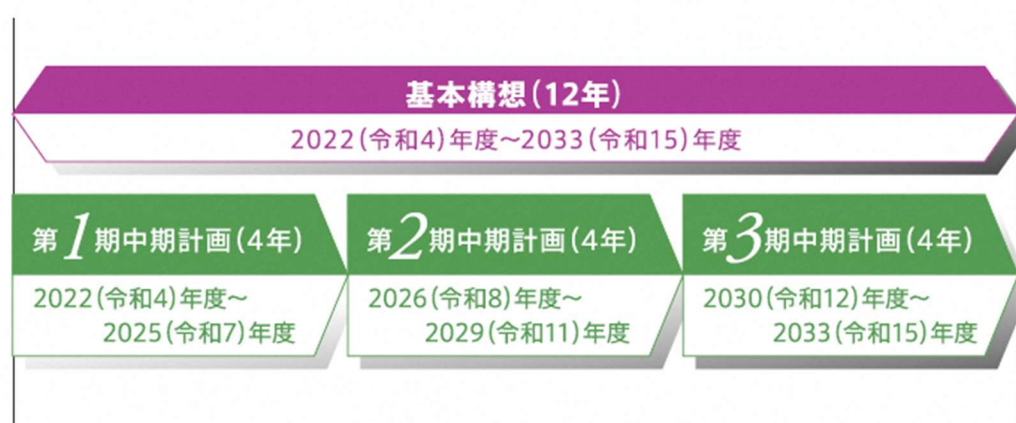 基本構想(12年)
2022(令和4)年度～2033(令和15)年度
第1期中期計画(4年)
2022(令和4)年度～
2025(令和7)年度
第2期中期計画(4年)
2026(令和8)年度～
2029(令和11)年度
第3期中期計画(4年)
2030(令和12)年度～
2033(令和15)年度